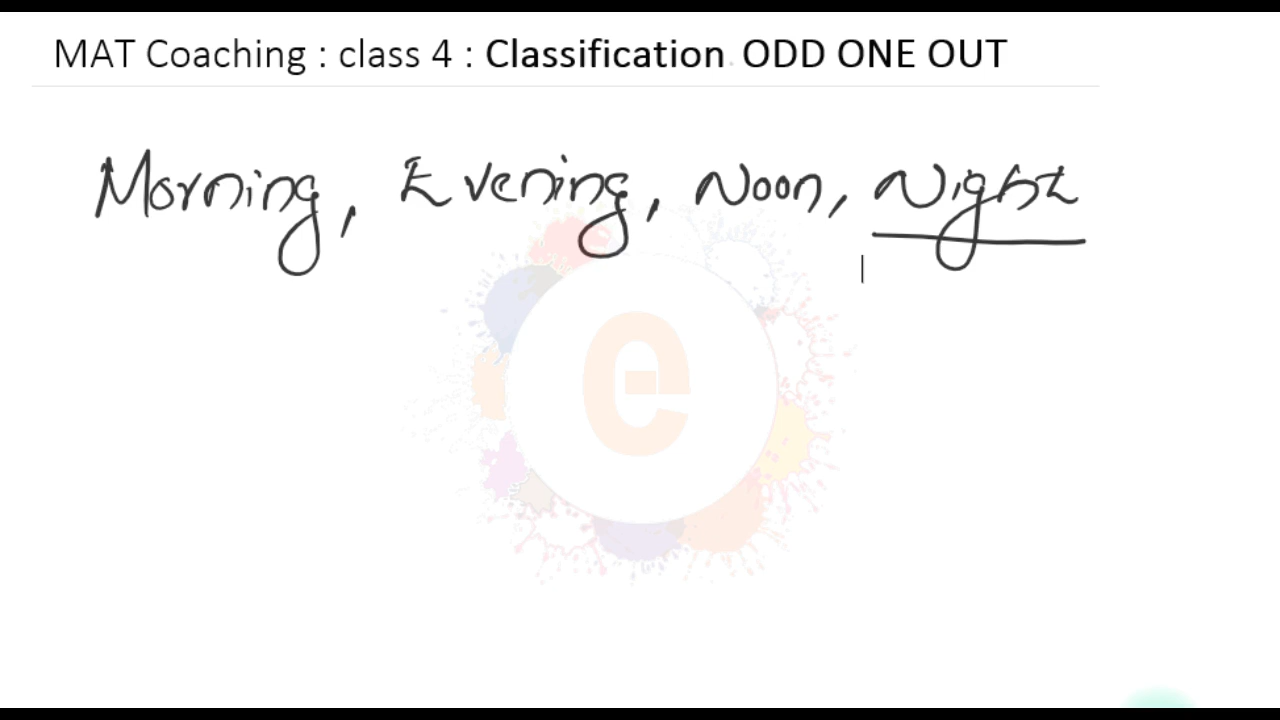 MAT Coaching : class 4 : Classification. ODD ONE OUT
Morning, Evening, Noon, Night
e